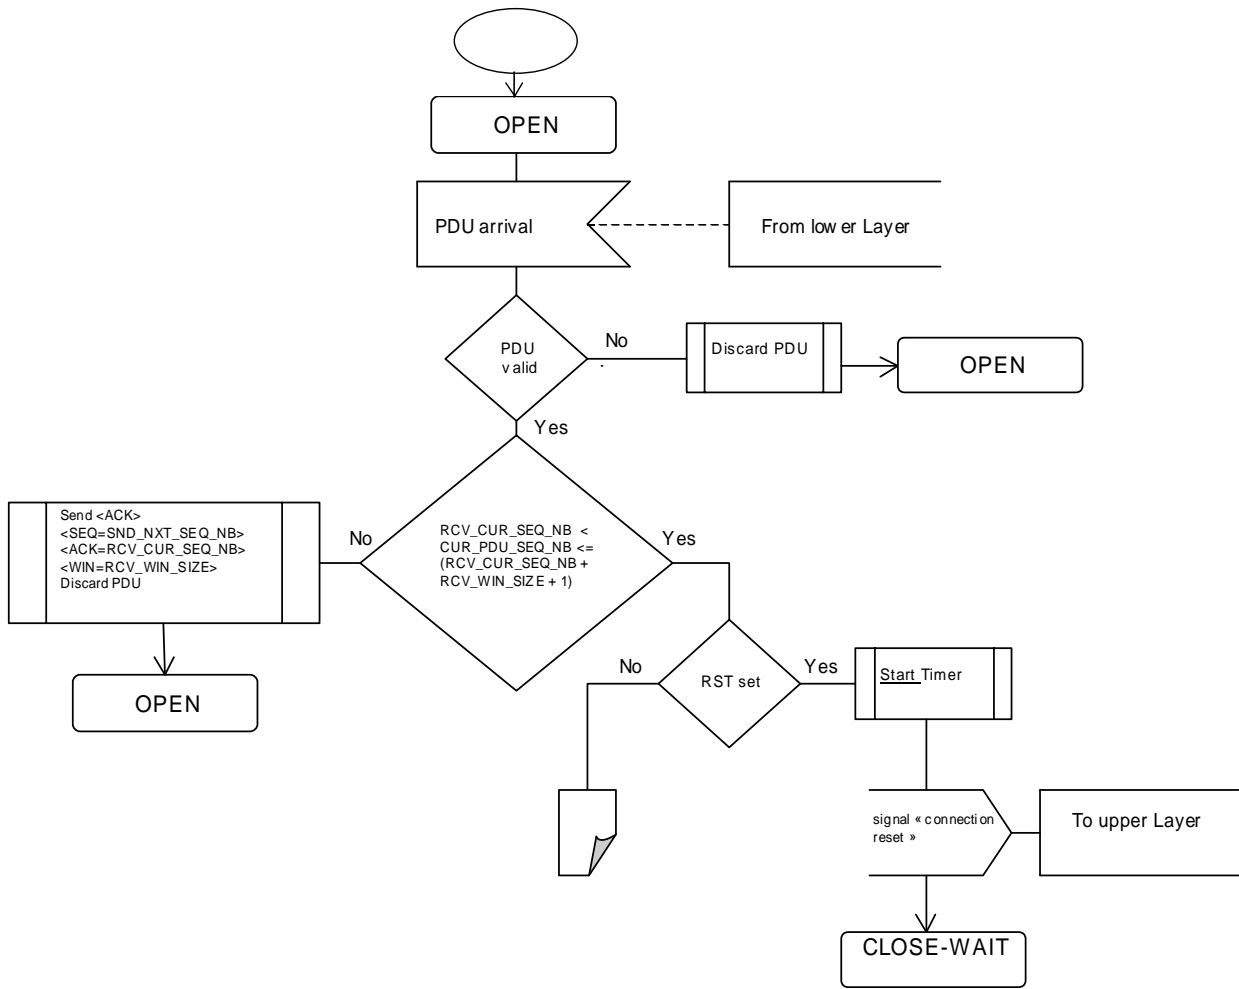 OPEN
PDU arrival
From lower Layer
PDU
valid
No
Discard PDU
OPEN
Yes
Send <ACK>
<SEQ=SND_NXT_SEQ_NB>
<ACK=RCV_CUR_SEQ_NB>
<WIN=RCV_WIN_SIZE>
Discard PDU
No
RCV_CUR_SEQ_NB <
CUR_PDU_SEQ_NB <=
(RCV_CUR_SEQ_NB +
RCV_WIN_SIZE + 1)
Yes
OPEN
No
RST set
Yes
Start Timer
signal « connection
reset »
To upper Layer
CLOSE-WAIT